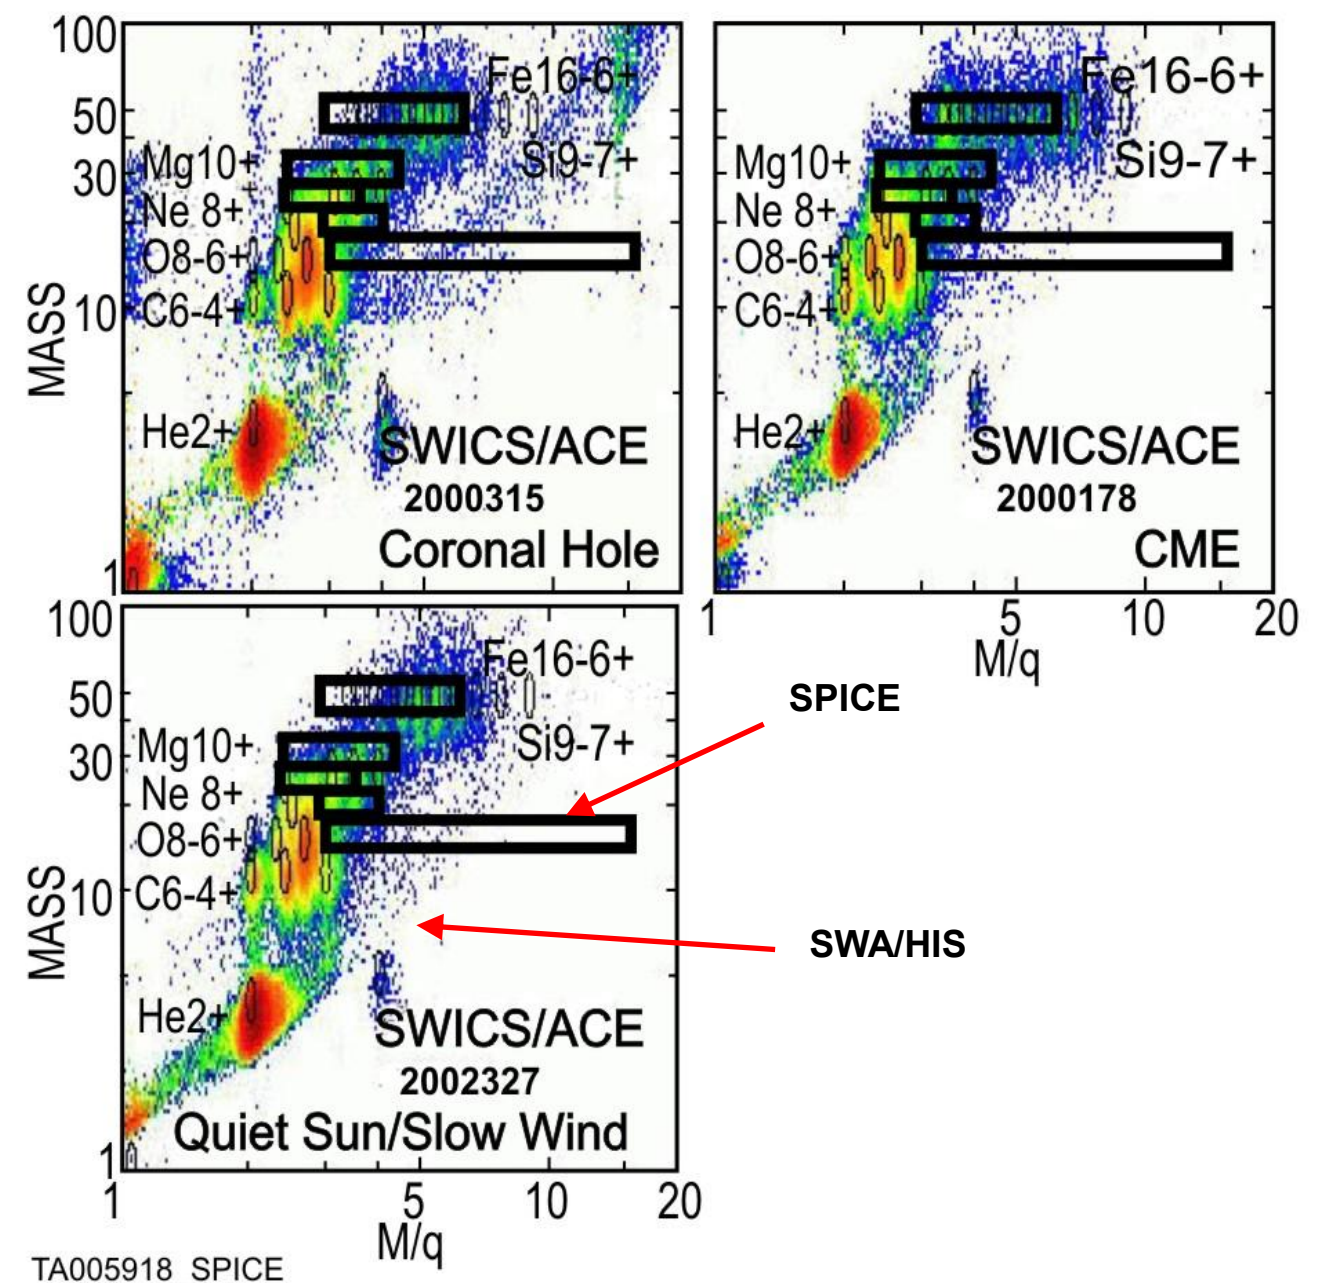 100
50
30
10
1
MASS
Fe16-6+
Mg10+
Si9-7+
Ne 8+
O8-6+
C6-4+
He2+
SWICS/ACE
2000315
Coronal Hole
Fe16-6+
Mg10+
Si9-7+
Ne 8+
O8-6+
C6-4+
He2+
SWICS/ACE
2000178
CME
1 5 10 20
M/q
100
50
30
10
1
MASS
Fe16-6+
Mg10+
Si9-7+
Ne 8+
O8-6+
C6-4+
He2+
SWICS/ACE
2002327
Quiet Sun/Slow Wind
1 5 10 20
M/q
SPICE
SWA/HIS
TA005918 SPICE